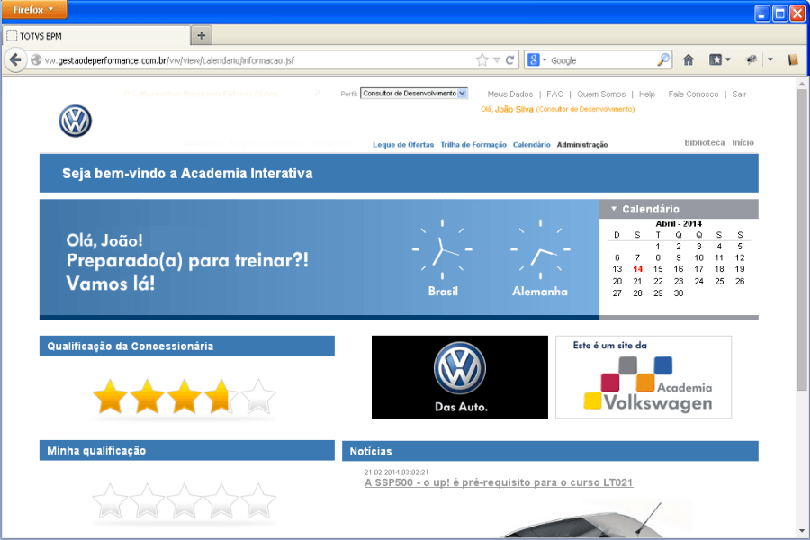 Firefox
TOTVS EPM
vw.gestaodeperformance.com.br/vw/view/calendario/informacao.jsf
Google
Perfil: Consultor de Desenvolvimento
Meus Dados | FAQ | Quem Somos | Help Fale Conosco | Sair
Olá, João Silva (Consultor de Desenvolvimento)
Leque de Ofertas Trilha de Formação Calendário Administração
Biblioteca Início
Seja bem-vindo a Academia Interativa
Olá, João!
Preparado(a) para treinar?!
Vamos lá!
Brasil
Alemanha
Calendário
Abril - 2014
D S T Q Q S S
1 2 3 4 5
6 7 8 9 10 11 12
13 14 15 16 17 18 19
20 21 22 23 24 25 26
27 28 29 30
Qualificação da Concessionária
Das Auto.
Este é um site da
Academia
Volkswagen
Minha qualificação
Notícias
21 02 2014 03:02:21
A SSP500 - o up! é pré-requisito para o curso LT021